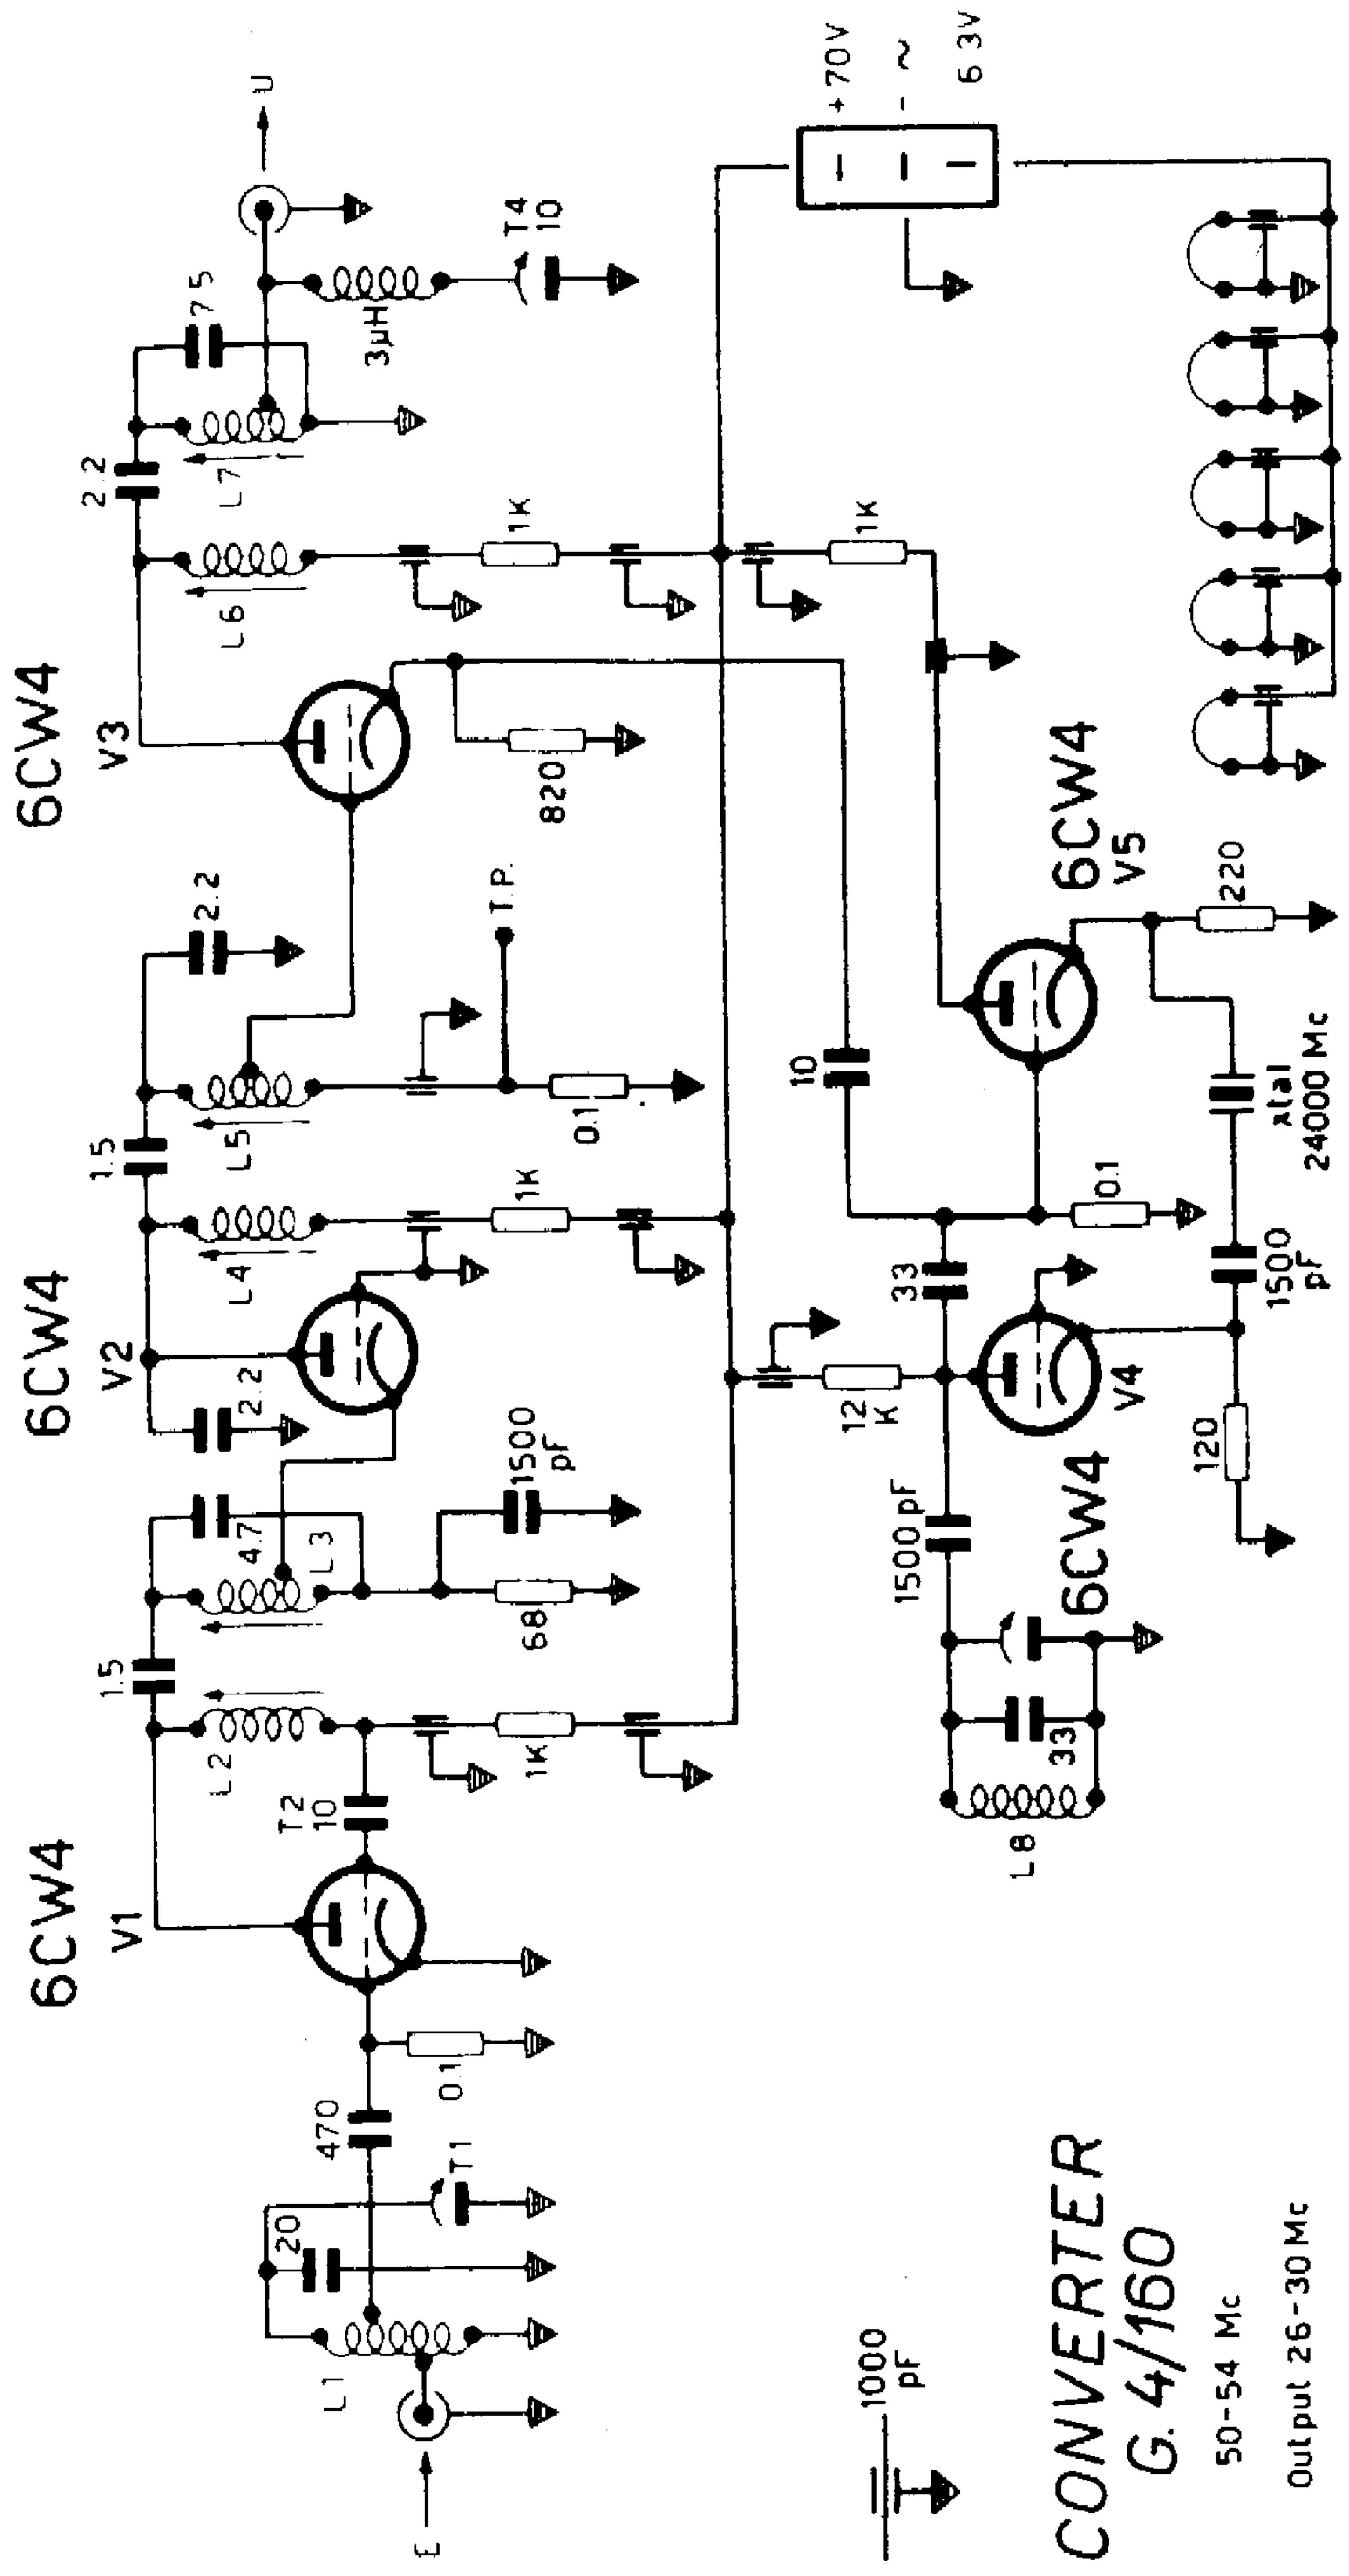 6CW4
V1
6CW4
V2
6CW4
V3
E
L1
20
T1
470
0.1
T2
10
L2
1K
1.5
L3
4.7
68
1500
pF
2.2
L4
1K
1.5
L5
0.1
2.2
T.P.
820
L6
1K
2.2
L7
75
3µH
T4
10
U
+70V
- ~
6 3V
1K
10
L8
33
1500 pF
12
K
33
6CW4
V4
120
1500
pF
0.1
xtal
24000 Mc
220
6CW4
V5
1000
pF
CONVERTER
G. 4/160
50-54 Mc
Output 26-30 Mc